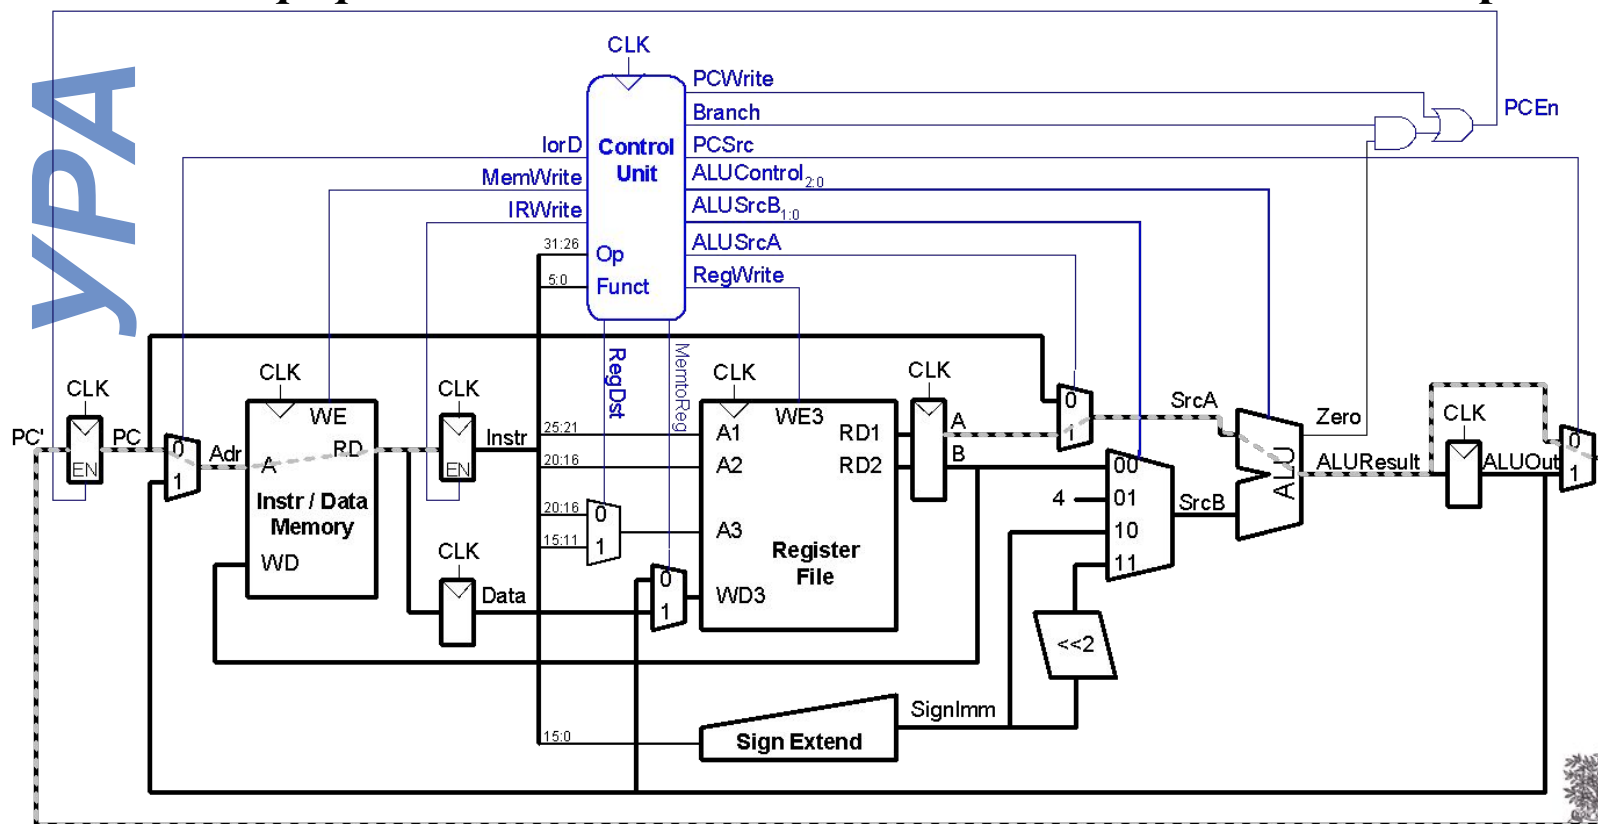 УРА
CLK
PCWrite
Branch
PCEn
IorD
Control
Unit
PCSrc
MemWrite
ALUControl2:0
IRWrite
ALUSrcB1:0
31:26
Op
ALUSrcA
5:0
Funct
RegWrite
RegDst
MemtoReg
CLK
CLK
CLK
CLK
CLK
PC'
EN
PC
0
1
Adr
WE
A
RD
Instr / Data
Memory
WD
EN
Instr
CLK
Data
25:21
20:16
20:16
15:11
0
1
0
1
WE3
A1
RD1
A2
RD2
A3
Register
File
WD3
A
B
0
1
SrcA
4
00
01
10
11
SrcB
ALU
Zero
ALUResult
CLK
ALUOut
0
1
<<2
SignImm
15:0
Sign Extend